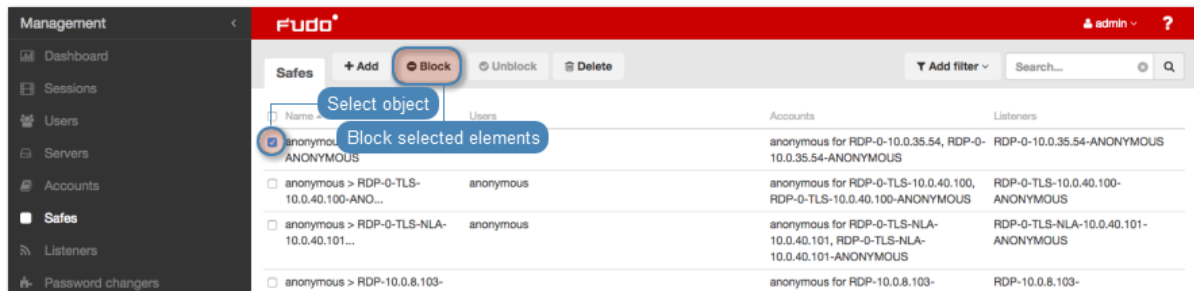 Management
FUDO
admin
?
Dashboard
Sessions
Users
Servers
Accounts
Safes
Listeners
Password changers
Safes
+ Add
Block
Unblock
Delete
Add filter
Search...
Select object
Block selected elements
Name
Users
Accounts
Listeners
anonymou
ANONYMOUS
anonymous for RDP-0-10.0.35.54, RDP-0-
10.0.35.54-ANONYMOUS
RDP-0-10.0.35.54-ANONYMOUS
anonymous > RDP-0-TLS-
10.0.40.100-ANO...
anonymous
anonymous for RDP-0-TLS-10.0.40.100,
RDP-0-TLS-10.0.40.100-ANONYMOUS
RDP-0-TLS-10.0.40.100-
ANONYMOUS
anonymous > RDP-0-TLS-NLA-
10.0.40.101...
anonymous
anonymous for RDP-0-TLS-NLA-
10.0.40.101, RDP-0-TLS-NLA-
10.0.40.101-ANONYMOUS
RDP-0-TLS-NLA-10.0.40.101-
ANONYMOUS
anonymous > RDP-10.0.8.103-
anonymous for RDP-10.0.8.103-
RDP-10.0.8.103-